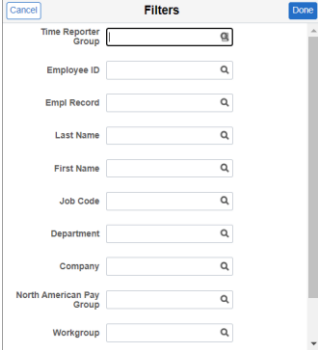 Cancel Filters Done
Time Reporter
Group
Employee ID
Empl Record
Last Name
First Name
Job Code
Department
Company
North American Pay
Group
Workgroup